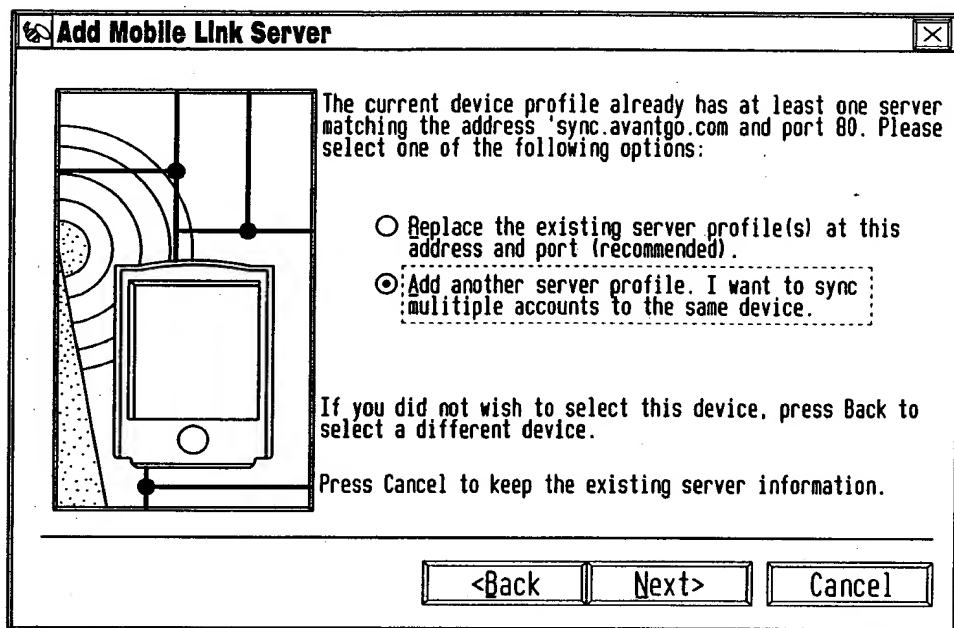 Add Mobile Link Server
The current device profile already has at least one server
matching the address 'sync.avantgo.com and port 80. Please
select one of the following options:
Replace the existing server profile(s) at this
address and port (recommended).
Add another server profile. I want to sync
mulitiple accounts to the same device.
If you did not wish to select this device, press Back to
select a different device.
Press Cancel to keep the existing server information.
<Back
Next>
Cancel